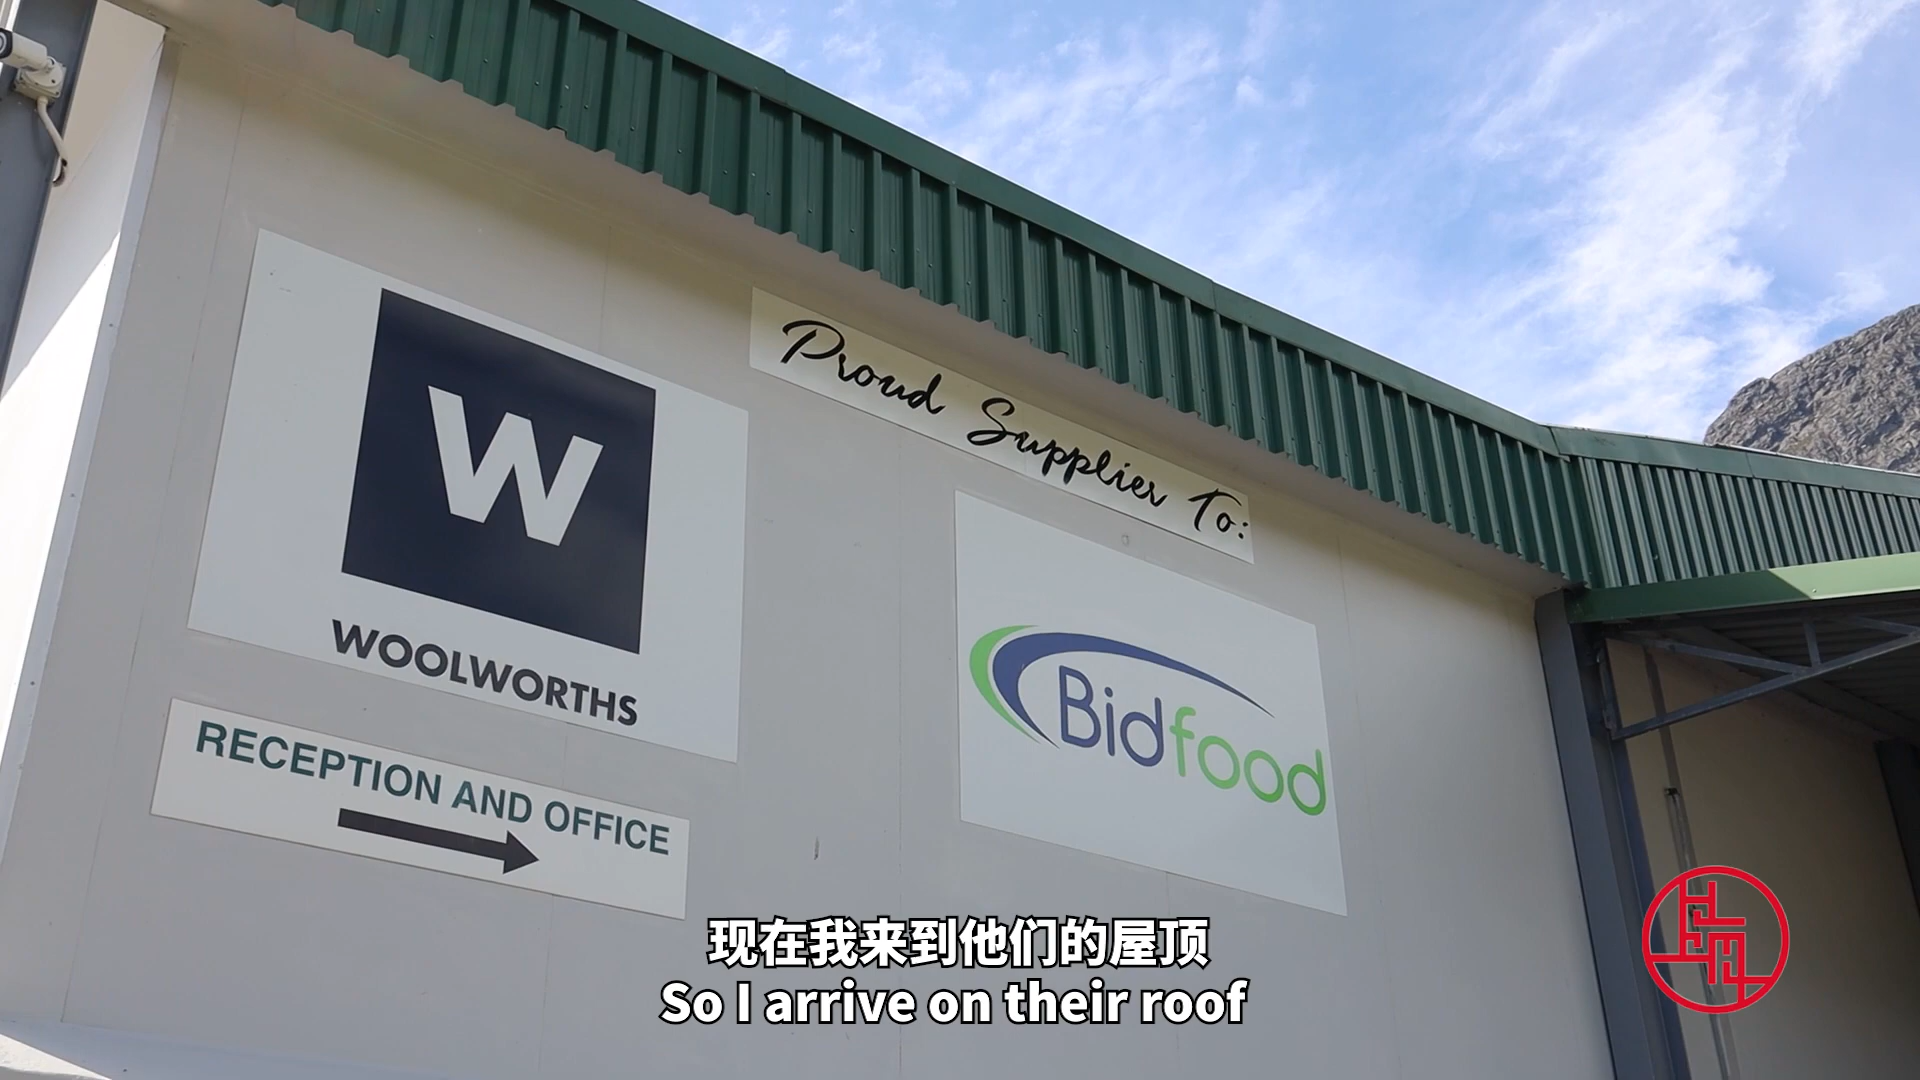 W
WOOLWORTHS
Proud Supplier To:
Bidfood
RECEPTION AND OFFICE
现在我来到他们的屋顶
So I arrive on their roof